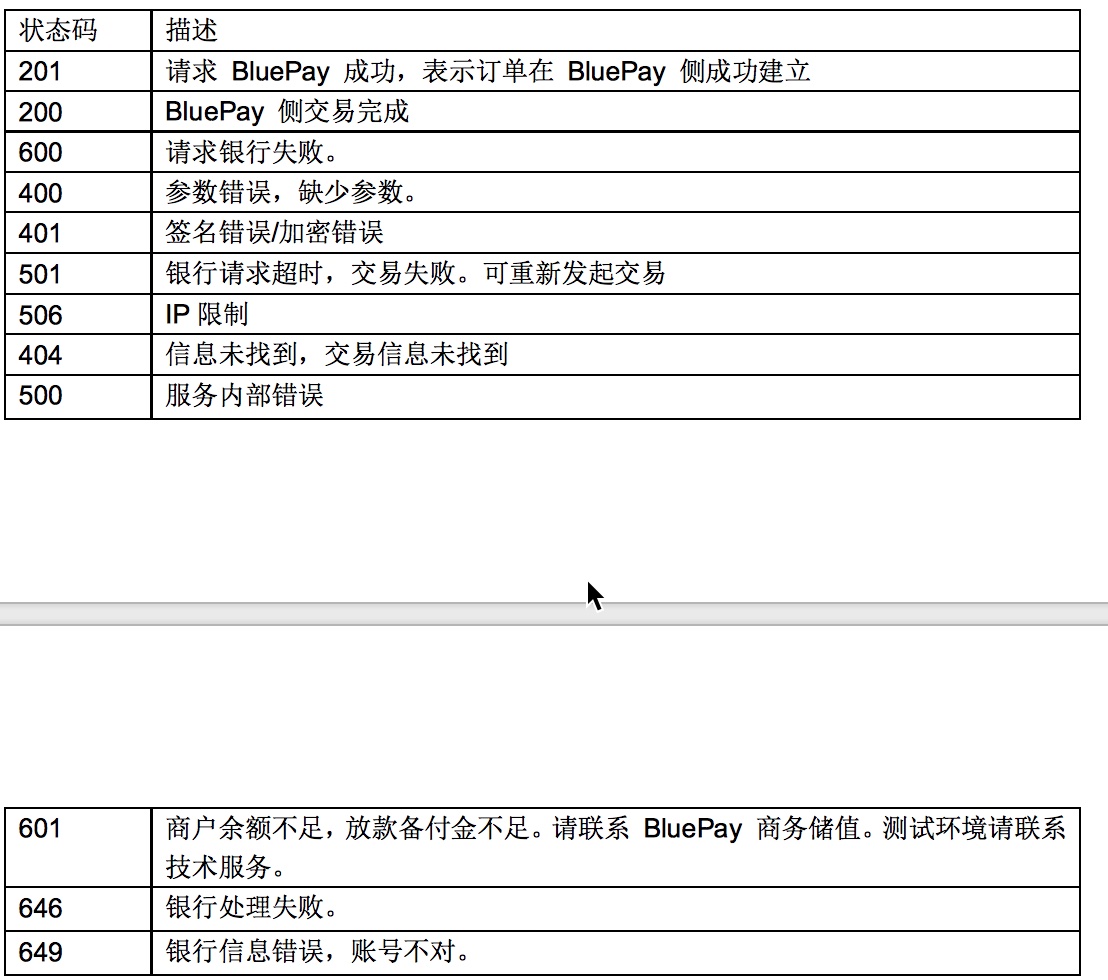 状态码 描述
201 请求 BluePay 成功，表示订单在 BluePay 侧成功建立
200 BluePay 侧交易完成
600 请求银行失败。
400 参数错误，缺少参数。
401 签名错误/加密错误
501 银行请求超时，交易失败。可重新发起交易
506 IP 限制
404 信息未找到，交易信息未找到
500 服务内部错误
601 商户余额不足，放款备付金不足。请联系 BluePay 商务储值。测试环境请联系
技术服务。
646 银行处理失败。
649 银行信息错误，账号不对。